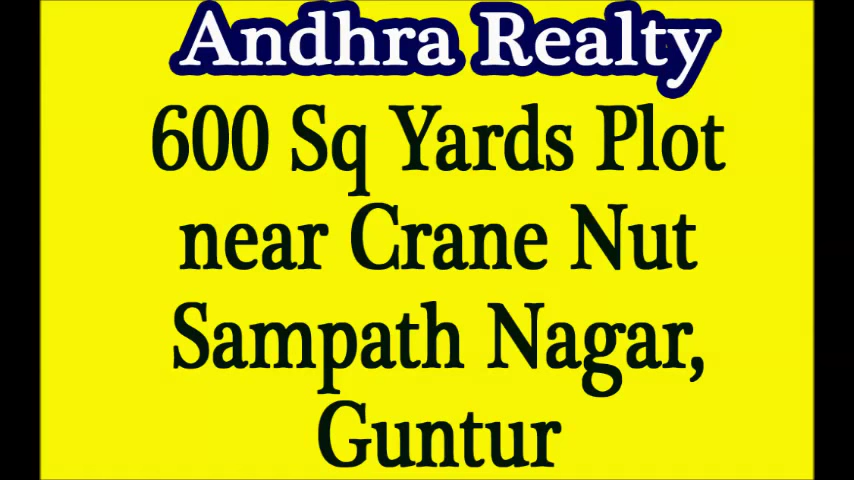 Andhra Realty
600 Sq Yards Plot
near Crane Nut
Sampath Nagar,
Guntur